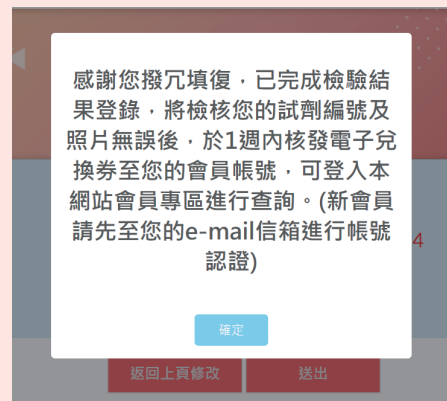 感謝您撥冗填復，已完成檢驗結
果登錄，將檢核您的試劑編號及
照片無誤後，於1週內核發電子兌
換券至您的會員帳號，可登入本
網站會員專區進行查詢。(新會員
請先至您的e-mail信箱進行帳號
認證)
4
確定
返回上頁修改 送出